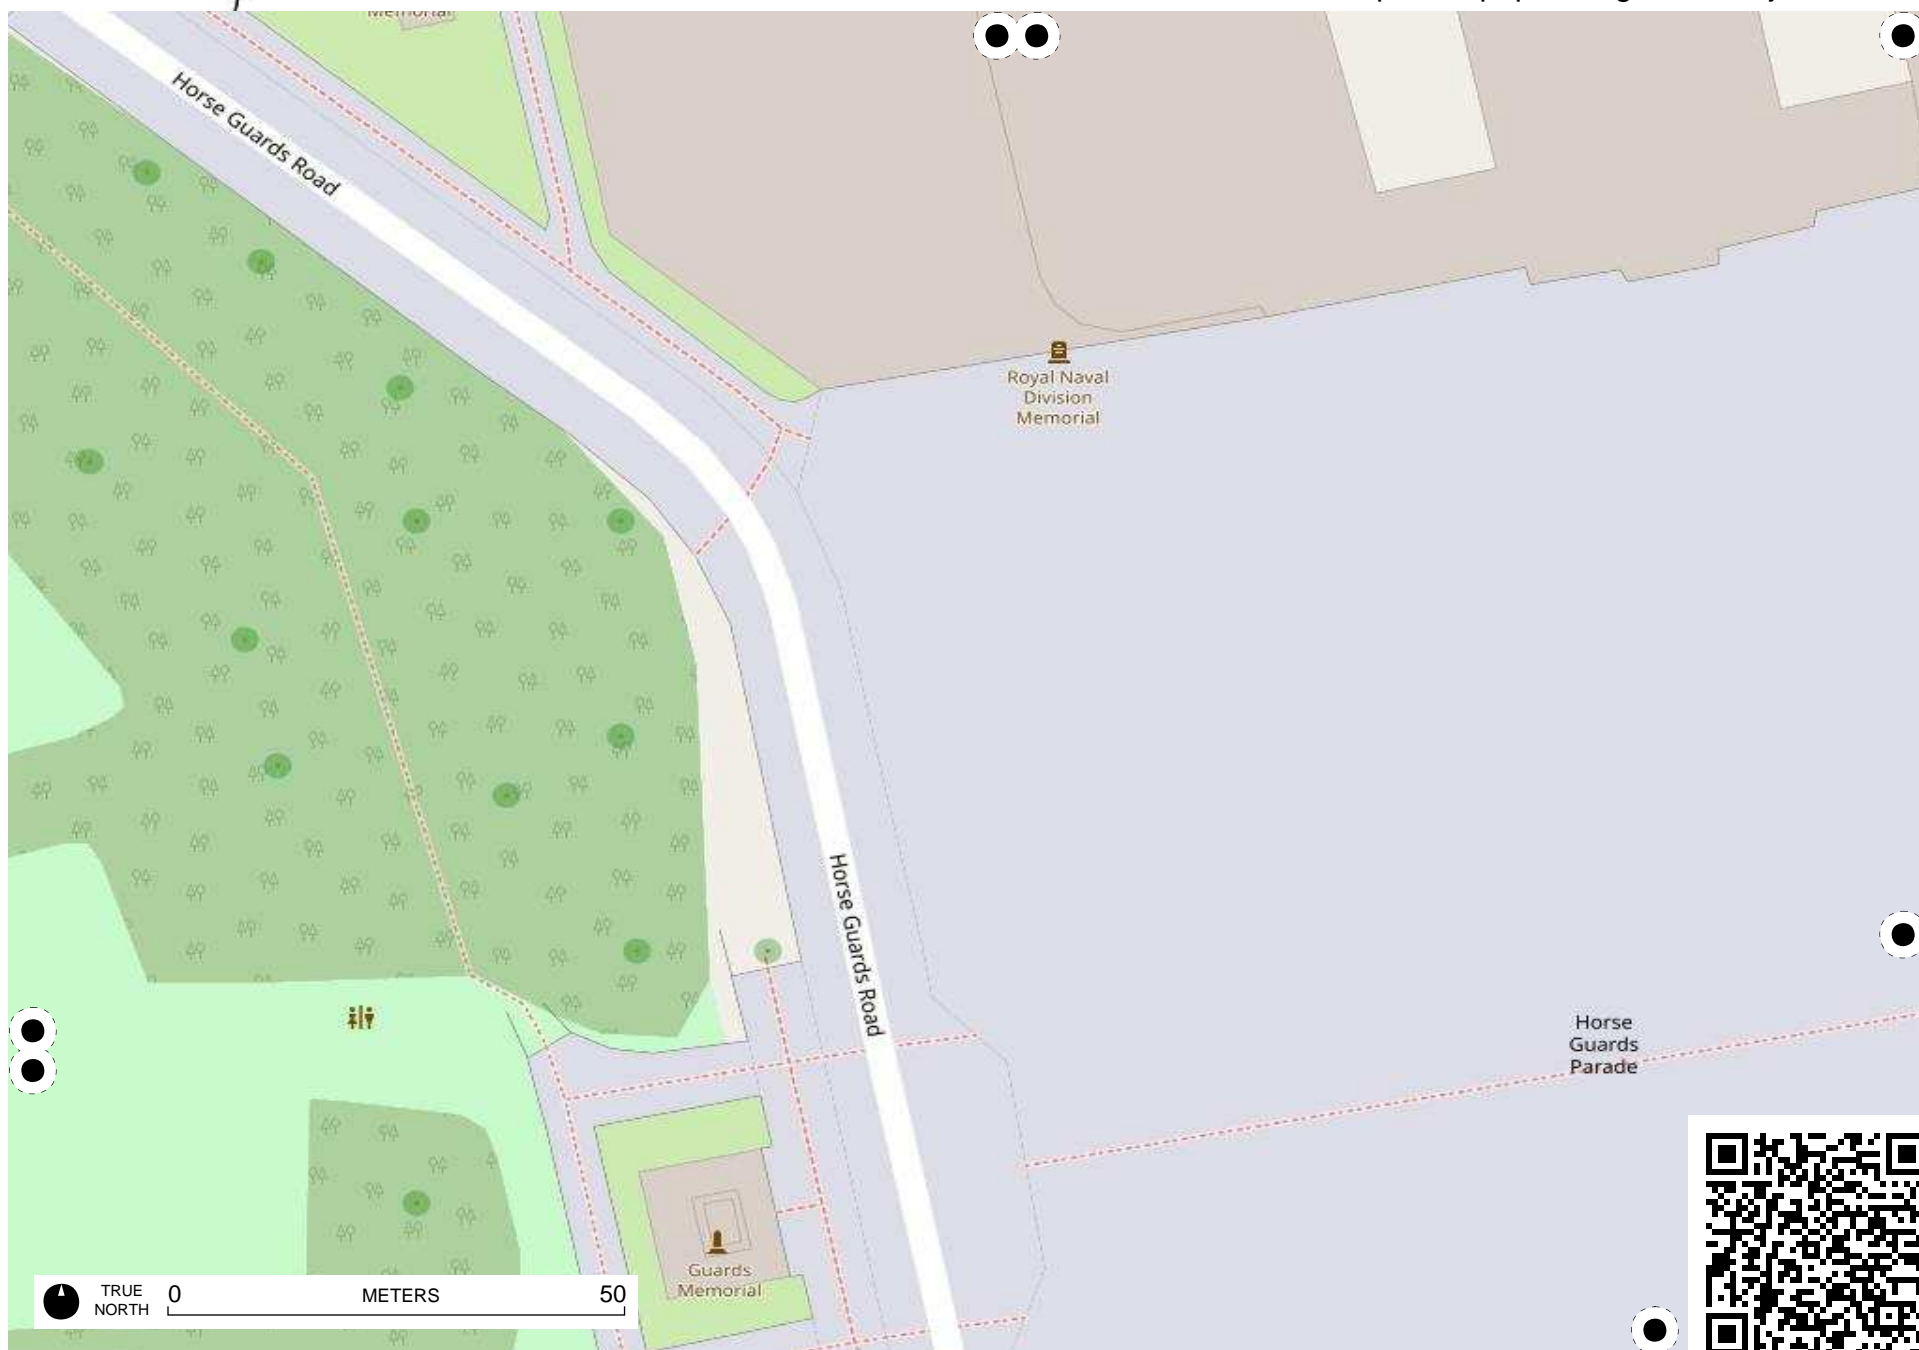 Memorial
Horse Guards Road
Royal Naval
Division
Memorial
Horse Guards Road
Horse
Guards
Parade
Guards
Memorial
TRUE
NORTH
0 METERS 50